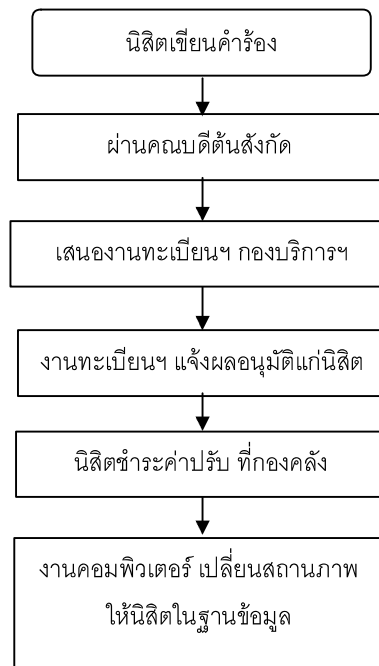 นิสิตเขียนคำร้อง
ผ่านคณบดีต้นสังกัด
เสนองานทะเบียนฯ กองบริการฯ
งานทะเบียนฯ แจ้งผลอนุมัติแก่นิสิต
นิสิตชำระค่าปรับ ที่กองคลัง
งานคอมพิวเตอร์ เปลี่ยนสถานภาพ
ให้นิสิตในฐานข้อมูล